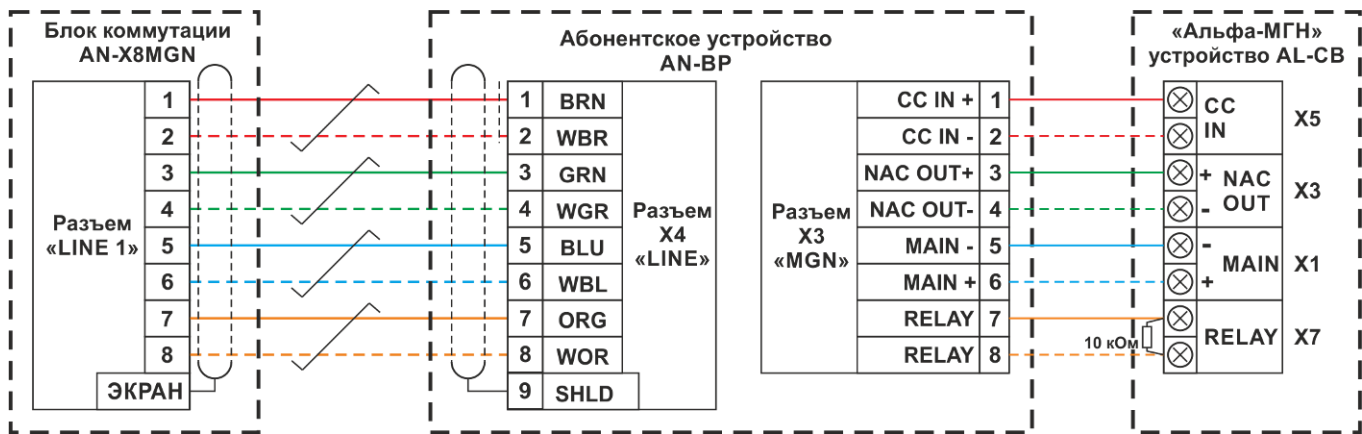 Блок коммутации
AN-X8MGN
Разъем
«LINE 1»
1
2
3
4
5
6
7
8
ЭКРАН
Абонентское устройство
AN-BP
1 BRN
2 WBR
3 GRN
4 WGR
5 BLU
6 WBL
7 ORG
8 WOR
9 SHLD
Разъем
X4
«LINE»
Разъем
X3
«MGN»
CC IN + 1
CC IN - 2
NAC OUT+ 3
NAC OUT- 4
MAIN - 5
MAIN + 6
RELAY 7
RELAY 8
10 кОм
«Альфа-МГН»
устройство AL-CB
CC
IN
X5
+ NAC
- OUT
X3
-
MAIN
+
X1
RELAY
X7